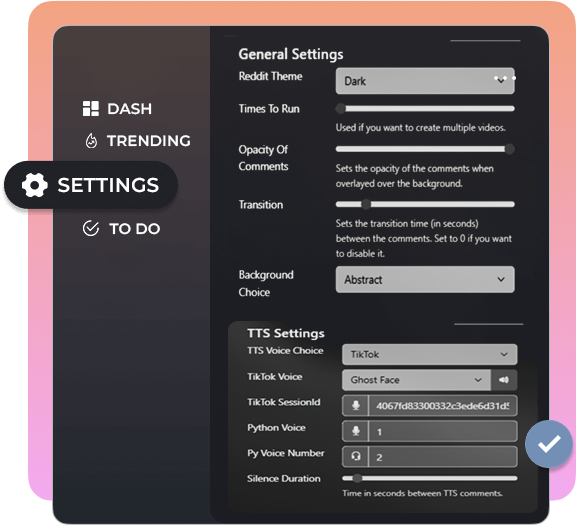 DASH
TRENDING
SETTINGS
TO DO
General Settings
Reddit Theme
Dark
Times To Run
Used if you want to create multiple videos.
Opacity Of
Comments
Sets the opacity of the comments when
overlayed over the background.
Transition
Sets the transition time (in seconds)
between the comments. Set to 0 if you want
to disable it.
Background
Choice
Abstract
TTS Settings
TTS Voice Choice
TikTok
TikTok Voice
Ghost Face
TikTok SessionId
4067fd83300332c3ede6d31d5
Python Voice
1
Py Voice Number
2
Silence Duration
Time in seconds between TTS comments.